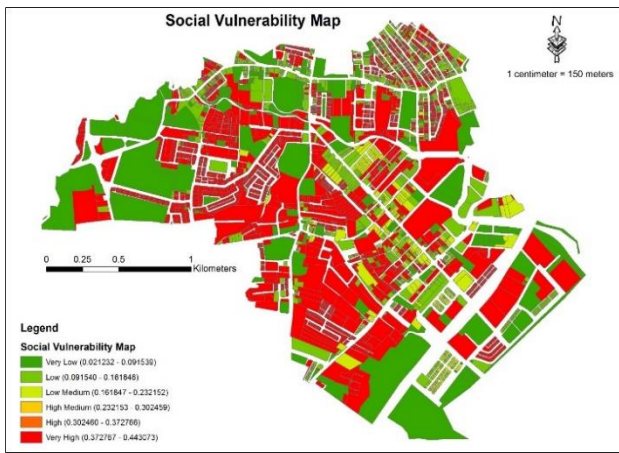 Social Vulnerability Map
N
1 centimeter = 150 meters
0 0.25 0.5 1
Kilometers
Legend
Social Vulnerability Map
Very Low (0.021232 - 0.091539)
Low (0.091540 - 0.161846)
Low Medium (0.161847 - 0.232152)
High Medium (0.232153 - 0.302459)
High (0.302460 - 0.372766)
Very High (0.372767 - 0.443073)